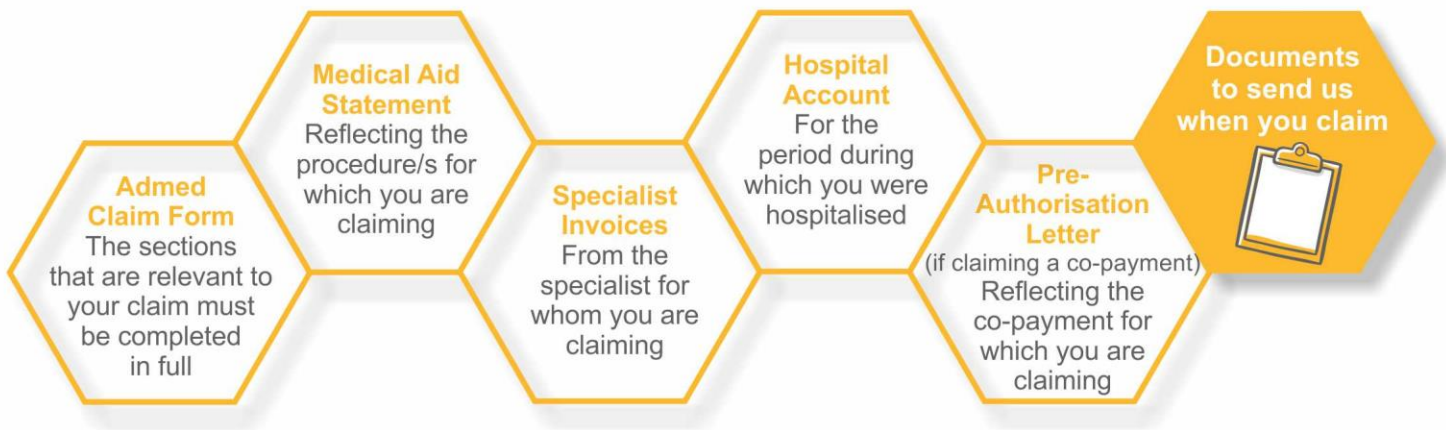 Admed
Claim Form
The sections
that are relevant to
your claim must
be completed
in full
Medical Aid
Statement
Reflecting the
procedure/s for
which you are
claiming
Specialist
Invoices
From the
specialist for
whom you are
claiming
Hospital
Account
For the
period during
which you were
hospitalised
Pre-
Authorisation
Letter
(if claiming a co-payment)
Reflecting the
co-payment for
which you are
claiming
Documents
to send us
when you claim